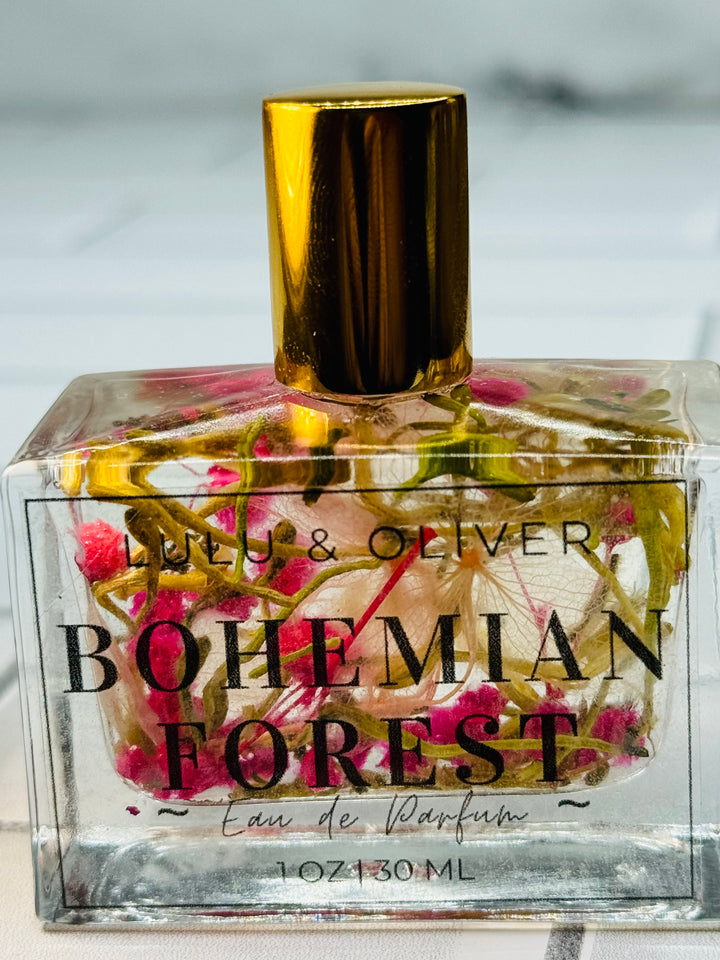 LULU & OLIVER
BOHEMIAN
FOREST
~ Eau de Parfum ~
1 OZ | 30 ML